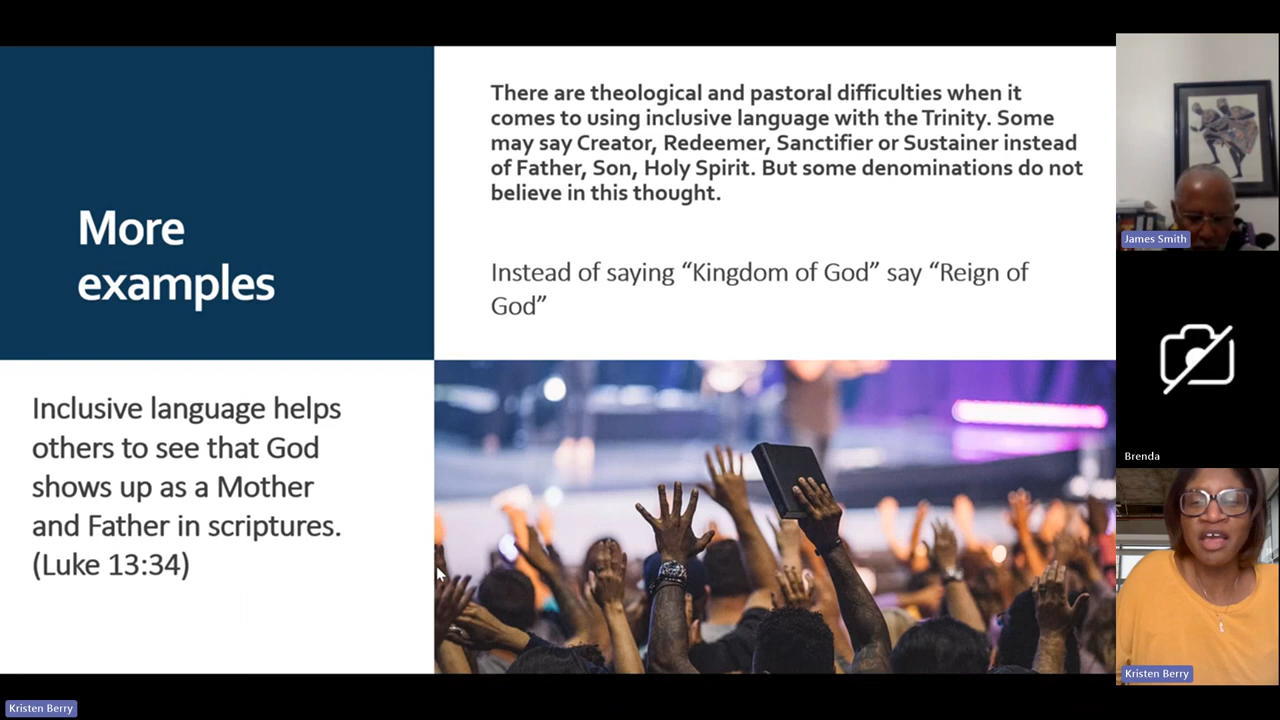 More
examples
There are theological and pastoral difficulties when it
comes to using inclusive language with the Trinity. Some
may say Creator, Redeemer, Sanctifier or Sustainer instead
of Father, Son, Holy Spirit. But some denominations do not
believe in this thought.
Instead of saying “Kingdom of God” say “Reign of
God”
Inclusive language helps
others to see that God
shows up as a Mother
and Father in scriptures.
(Luke 13:34)
James Smith
Brenda
Kristen Berry
Kristen Berry